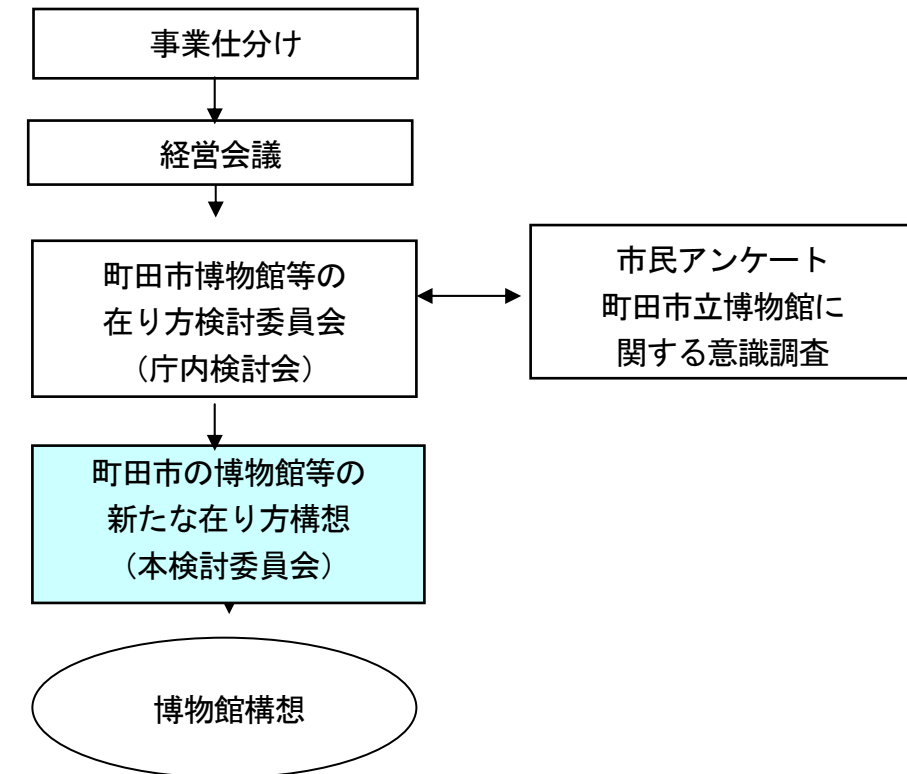 事業仕分け
経営会議
町田市博物館等の
在り方検討委員会
（庁内検討会）
市民アンケート
町田市立博物館に
関する意識調査
町田市の博物館等の
新たな在り方構想
（本検討委員会）
博物館構想